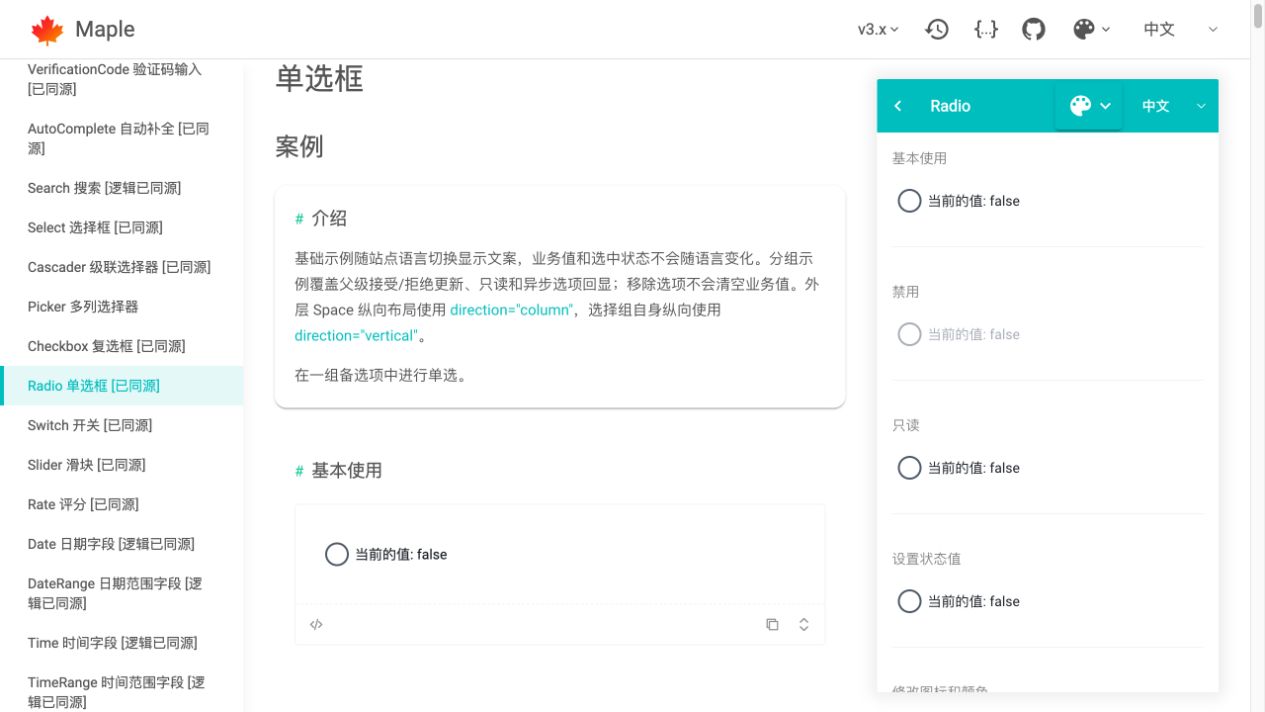 Maple
v3.x
{...}
中文
VerificationCode 验证码输入
[已同源]
AutoComplete 自动补全 [已同
源]
Search 搜索 [逻辑已同源]
Select 选择框 [已同源]
Cascader 级联选择器 [已同源]
Picker 多列选择器
Checkbox 复选框 [已同源]
Radio 单选框 [已同源]
Switch 开关 [已同源]
Slider 滑块 [已同源]
Rate 评分 [已同源]
Date 日期字段 [逻辑已同源]
DateRange 日期范围字段 [逻
辑已同源]
Time 时间字段 [逻辑已同源]
TimeRange 时间范围字段 [逻
辑已同源]
单选框
案例
# 介绍
基础示例随站点语言切换显示文案，业务值和选中状态不会随语言变化。分组示
例覆盖父级接受/拒绝更新、只读和异步选项回显；移除选项不会清空业务值。外
层 Space 纵向布局使用 direction="column"，选择组自身纵向使用
direction="vertical"。
在一组备选项中进行单选。
# 基本使用
当前的值: false
Radio
中文
基本使用
当前的值: false
禁用
当前的值: false
只读
当前的值: false
设置状态值
当前的值: false
修改图标和颜色